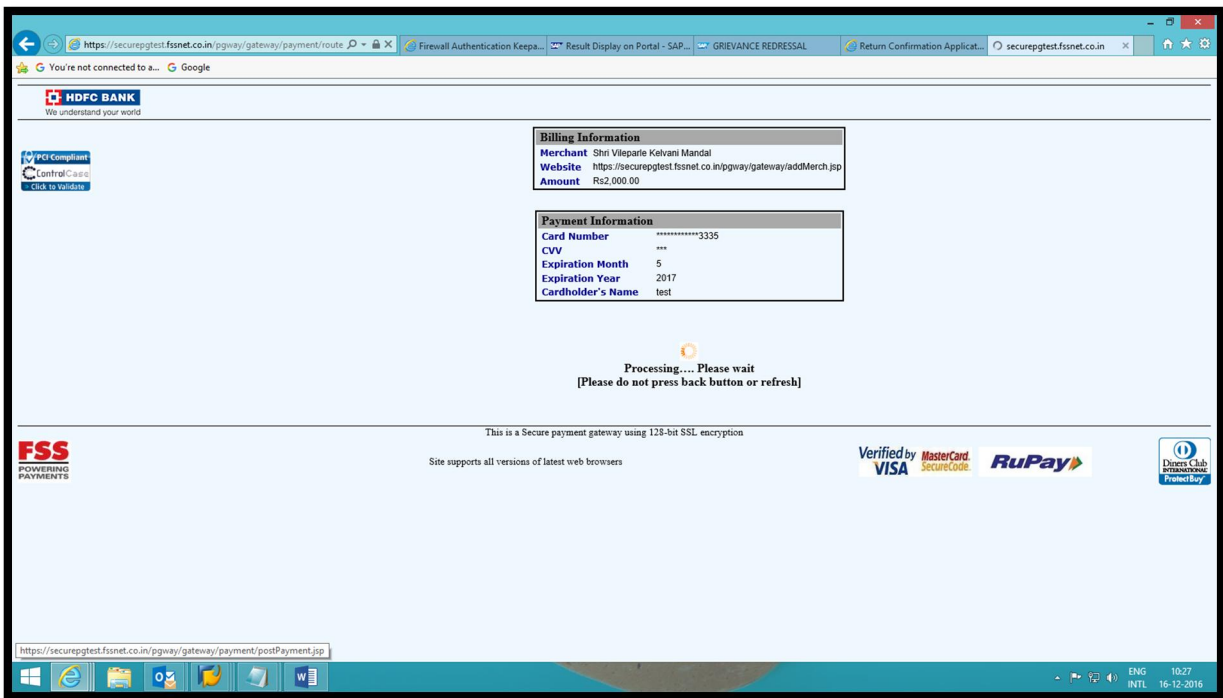 https://securepgtest.fssnet.co.in/pgway/gateway/payment/route
Firewall Authentication Keepa...
Result Display on Portal - SAP...
GRIEVANCE REDRESSAL
Return Confirmation Applicat...
securepgtest.fssnet.co.in
You're not connected to a...
Google
HDFC BANK
We understand your world
PCI Compliant
ControlCase
Click to Validate
Billing Information
Merchant Shri Vileparle Kelvani Mandal
Website https://securepgtest.fssnet.co.in/pgway/gateway/addMerch.jsp
Amount Rs2,000.00
Payment Information
Card Number ************3335
CVV ***
Expiration Month 5
Expiration Year 2017
Cardholder's Name test
Processing.... Please wait
[Please do not press back button or refresh]
This is a Secure payment gateway using 128-bit SSL encryption
Site supports all versions of latest web browsers
FSS
POWERING
PAYMENTS
Verified by
VISA
MasterCard.
SecureCode.
RuPay
Diners Club
INTERNATIONAL
ProtectBuy
https://securepgtest.fssnet.co.in/pgway/gateway/payment/postPayment.jsp
ENG
INTL
10:27
16-12-2016